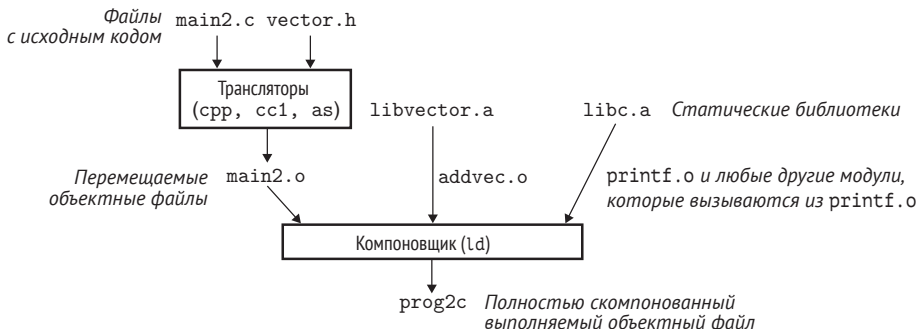 Файлы
с исходным кодом
main2.c vector.h
Трансляторы
(cpp, cc1, as)
libvector.a
libc.a Статические библиотеки
Перемещаемые
объектные файлы
main2.o
addvec.o
printf.o и любые другие модули,
которые вызываются из printf.o
Компоновщик (ld)
prog2c Полностью скомпонованный
выполняемый объектный файл